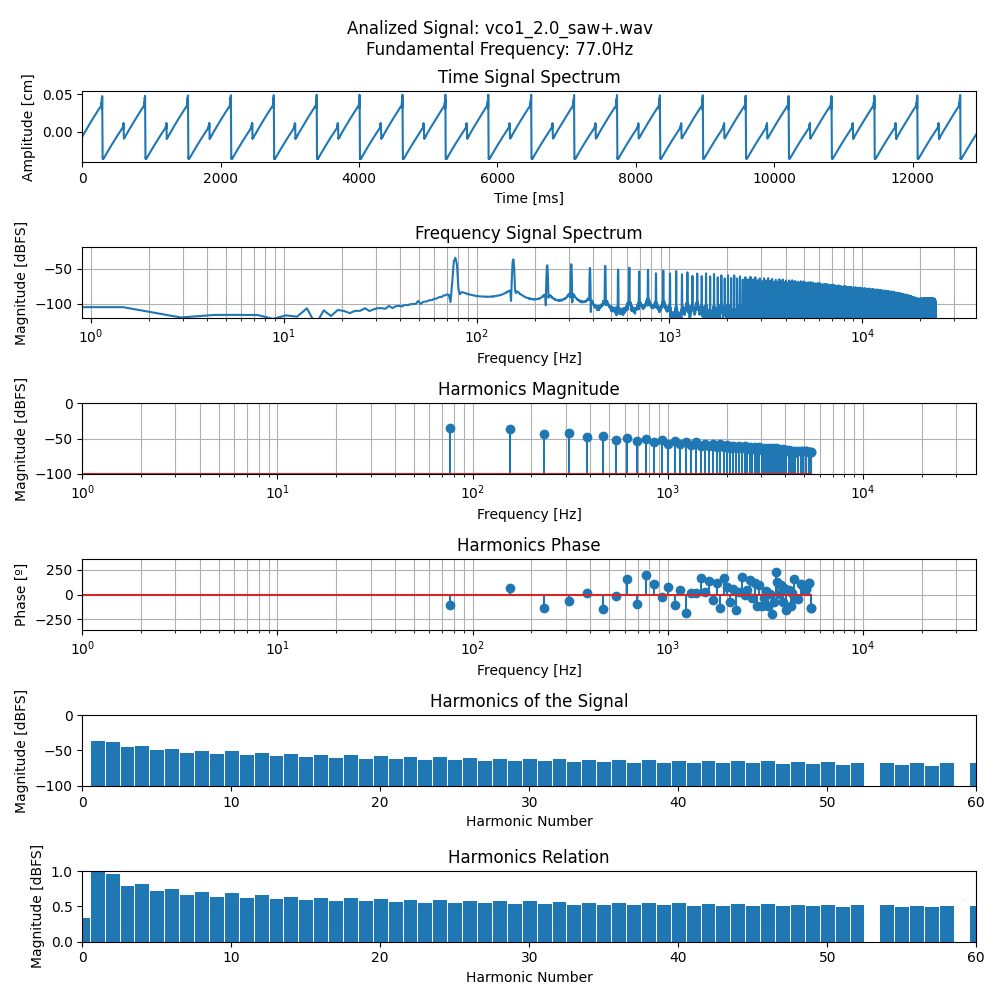 Analized Signal: vco1_2.0_saw+.wav
Fundamental Frequency: 77.0Hz
Time Signal Spectrum
Amplitude [cm]
0.05
0.00
0 2000 4000 6000 8000 10000 12000
Time [ms]
Frequency Signal Spectrum
Magnitude [dBFS]
−50
−100
10⁰ 10¹ 10² 10³ 10⁴
Frequency [Hz]
Harmonics Magnitude
Magnitude [dBFS]
0
−50
−100
10⁰ 10¹ 10² 10³ 10⁴
Frequency [Hz]
Harmonics Phase
Phase [º]
250
0
−250
10⁰ 10¹ 10² 10³ 10⁴
Frequency [Hz]
Harmonics of the Signal
Magnitude [dBFS]
0
−50
−100
0 10 20 30 40 50 60
Harmonic Number
Harmonics Relation
Magnitude [dBFS]
1.0
0.5
0.0
0 10 20 30 40 50 60
Harmonic Number